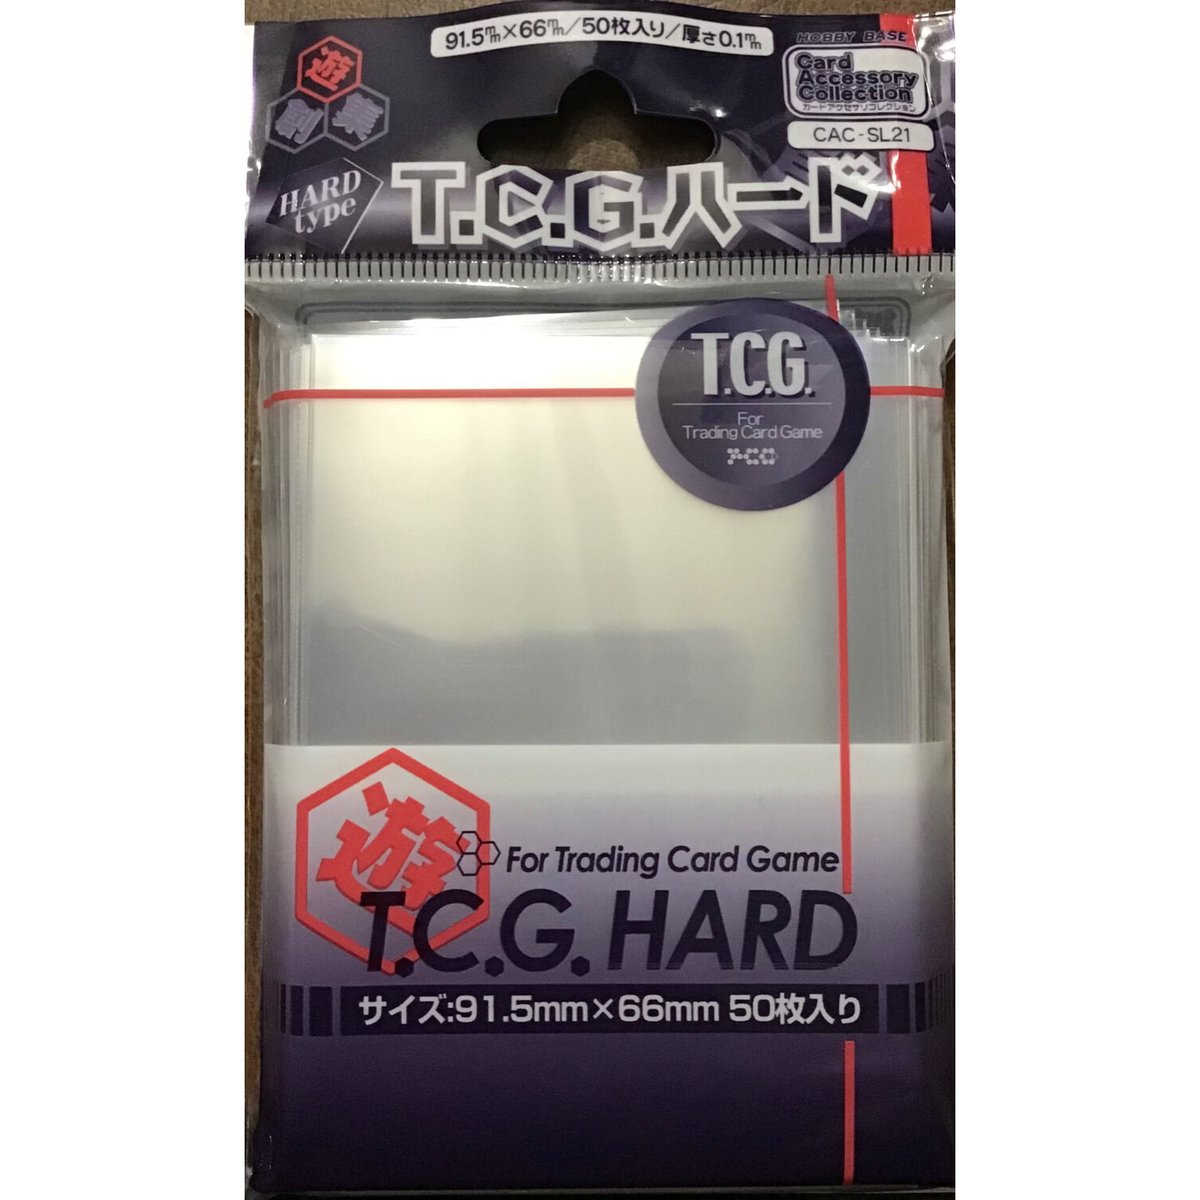 91.5mm×66mm/50枚入り/厚さ0.1mm
HOBBY BASE
Card
Accessory
Collection
カードアクセサリコレクション
CAC-SL21
遊
創 集
HARD
type
T.C.G.ハード
T.C.G.
For
Trading Card Game
遊
For Trading Card Game
T.C.G. HARD
サイズ:91.5mm×66mm 50枚入り